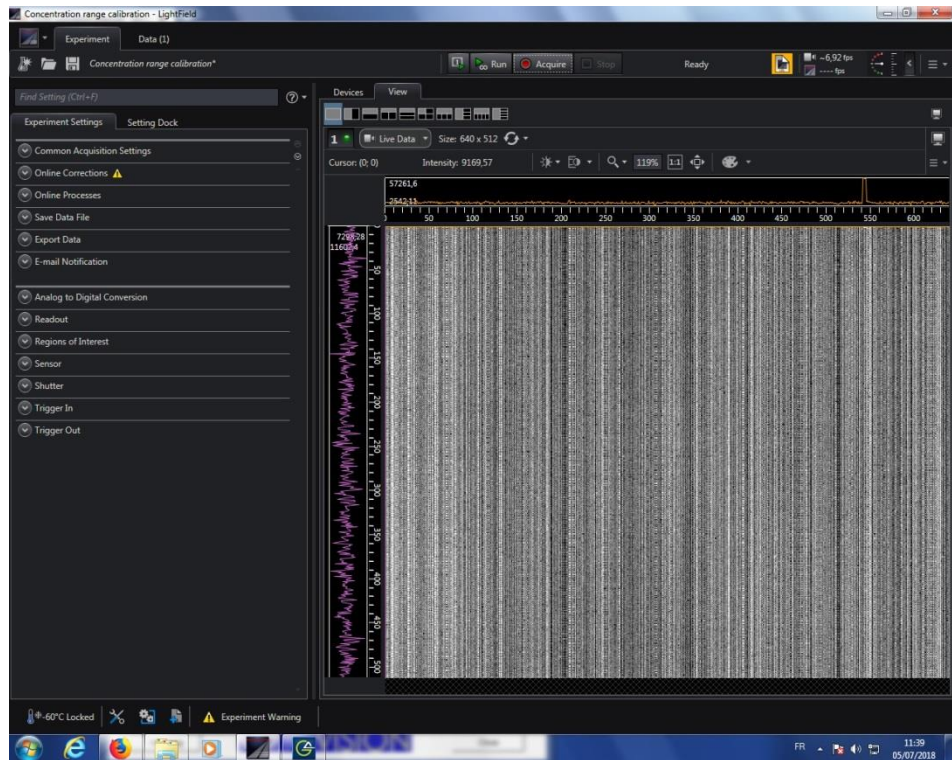 Concentration range calibration - LightField
Experiment Data (1)
Concentration range calibration* Run Acquire Stop Ready ~6,92 fps
---- fps
Find Setting (Ctrl+F)
Experiment Settings Setting Dock
Common Acquisition Settings
Online Corrections
Online Processes
Save Data File
Export Data
E-mail Notification
Analog to Digital Conversion
Readout
Regions of Interest
Sensor
Shutter
Trigger In
Trigger Out
Devices View
1 Live Data Size: 640 x 512
Cursor: (0; 0) Intensity: 9169,57 119% 1:1
57261,6
2542,11
50 100 150 200 250 300 350 400 450 500 550 600
0
50
100
150
200
250
300
350
400
450
500
-60°C Locked Experiment Warning
VISION
FR 11:39
05/07/2018